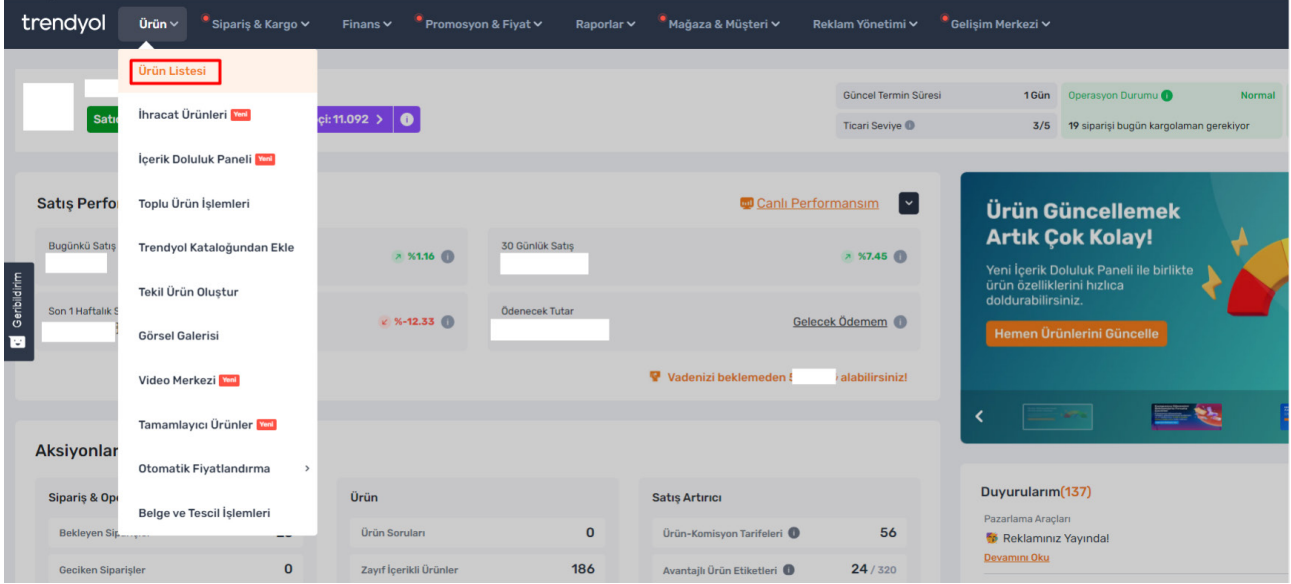 trendyol
Ürün
Sipariş & Kargo
Finans
Promosyon & Fiyat
Raporlar
Mağaza & Müşteri
Reklam Yönetimi
Gelişim Merkezi
Ürün Listesi
İhracat Ürünleri Yeni
İçerik Doluluk Paneli Yeni
Toplu Ürün İşlemleri
Trendyol Kataloğundan Ekle
Tekil Ürün Oluştur
Görsel Galerisi
Video Merkezi Yeni
Tamamlayıcı Ürünler Yeni
Otomatik Fiyatlandırma
Belge ve Tescil İşlemleri
11.092
Güncel Termin Süresi 1 Gün
Ticari Seviye 3/5
Operasyon Durumu Normal
19 siparişi bugün kargolaman gerekiyor
Satış
Canlı Performansım
Bugünkü Satış
%1.16
30 Günlük Satış
%7.45
Son 1 Haftalık
%-12.33
Ödenecek Tutar
Gelecek Ödemem
Vadenizi beklemeden
alabilirsiniz!
Geribildirim
Ürün Güncellemek
Artık Çok Kolay!
Yeni İçerik Doluluk Paneli ile birlikte
ürün özelliklerini hızlıca
doldurabilirsiniz.
Hemen Ürünlerini Güncelle
Aksiyonlar
Sipariş &
Bekleyen
Geciken Siparişler 0
Ürün
Ürün Soruları 0
Zayıf İçerikli Ürünler 186
Satış Artırıcı
Ürün-Komisyon Tarifeleri 56
Avantajlı Ürün Etiketleri 24 / 320
Duyurularım(137)
Pazarlama Araçları
Reklamınız Yayında!
Devamını Oku